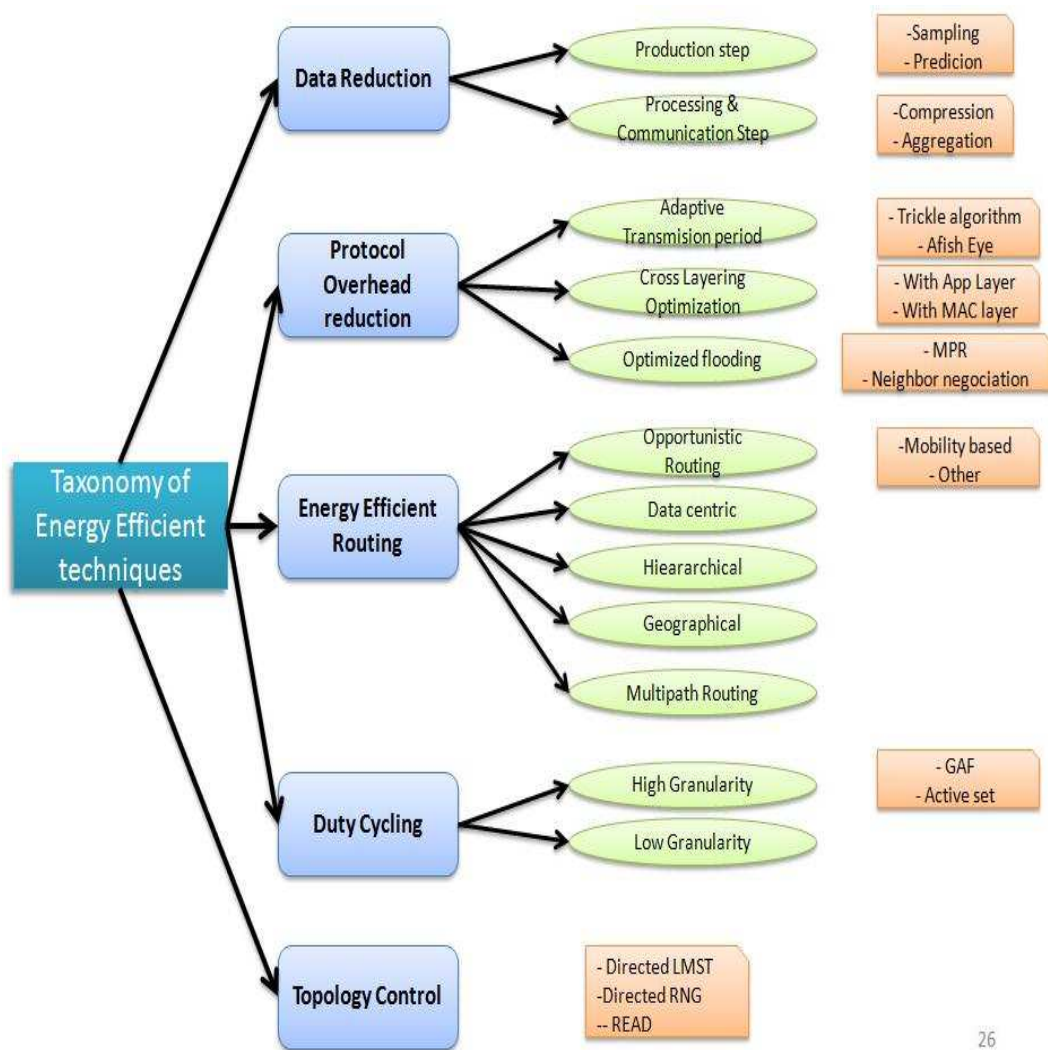 Data Reduction
Production step
-Sampling
- Predicion
Processing &
Communication Step
-Compression
- Aggregation
Protocol
Overhead
reduction
Adaptive
Transmision period
- Trickle algorithm
- Afish Eye
Cross Layering
Optimization
- With App Layer
- With MAC layer
Optimized flooding
- MPR
- Neighbor negociation
Taxonomy of
Energy Efficient
techniques
Energy Efficient
Routing
Opportunistic
Routing
-Mobility based
- Other
Data centric
Hieararchical
Geographical
Multipath Routing
Duty Cycling
High Granularity
- GAF
- Active set
Low Granularity
Topology Control
- Directed LMST
-Directed RNG
-- READ
26